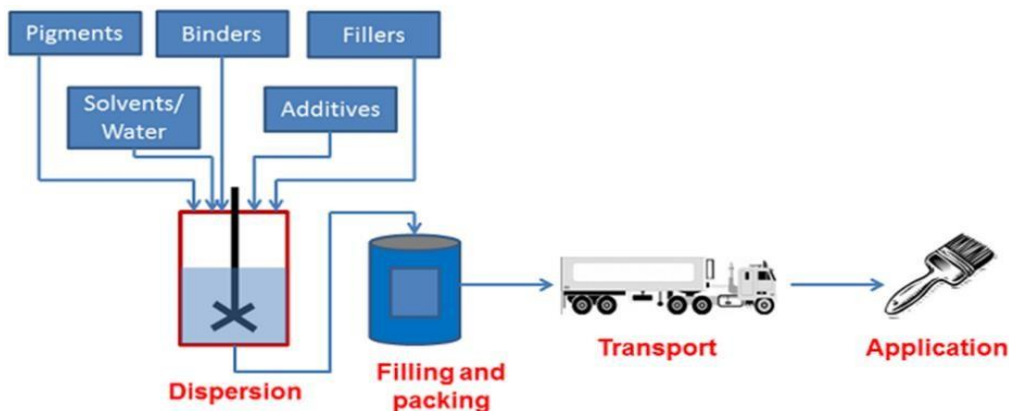 Pigments
Binders
Fillers
Solvents/
Water
Additives
Dispersion
Filling and
packing
Transport
Application